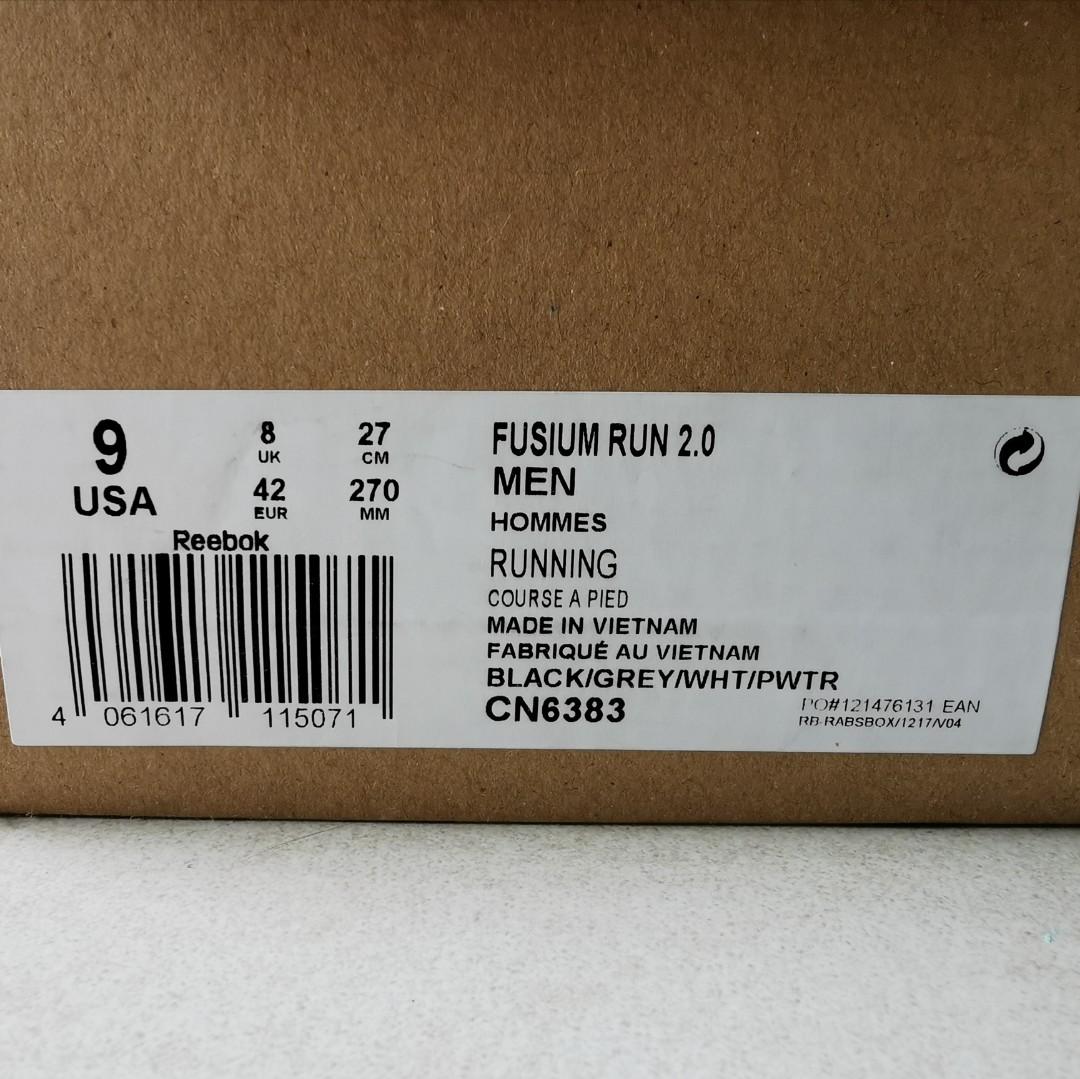 9
USA
8
UK
42
EUR
27
CM
270
MM
Reebok
4 061617 115071
FUSIUM RUN 2.0
MEN
HOMMES
RUNNING
COURSE A PIED
MADE IN VIETNAM
FABRIQUÉ AU VIETNAM
BLACK/GREY/WHT/PWTR
CN6383
PO#121476131 EAN
RB-RABSBOX/1217/V04